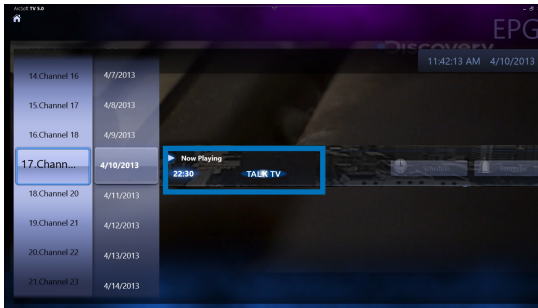 ArcSoft TV 5.0
EPG
Discovery
11:42:13 AM 4/10/2013
14.Channel 16 4/7/2013
15.Channel 17 4/8/2013
16.Channel 18 4/9/2013
17.Chann... 4/10/2013
Now Playing
22:30 TALK TV
Schedule Reminder
18.Channel 20 4/11/2013
19.Channel 21 4/12/2013
20.Channel 22 4/13/2013
21.Channel 23 4/14/2013